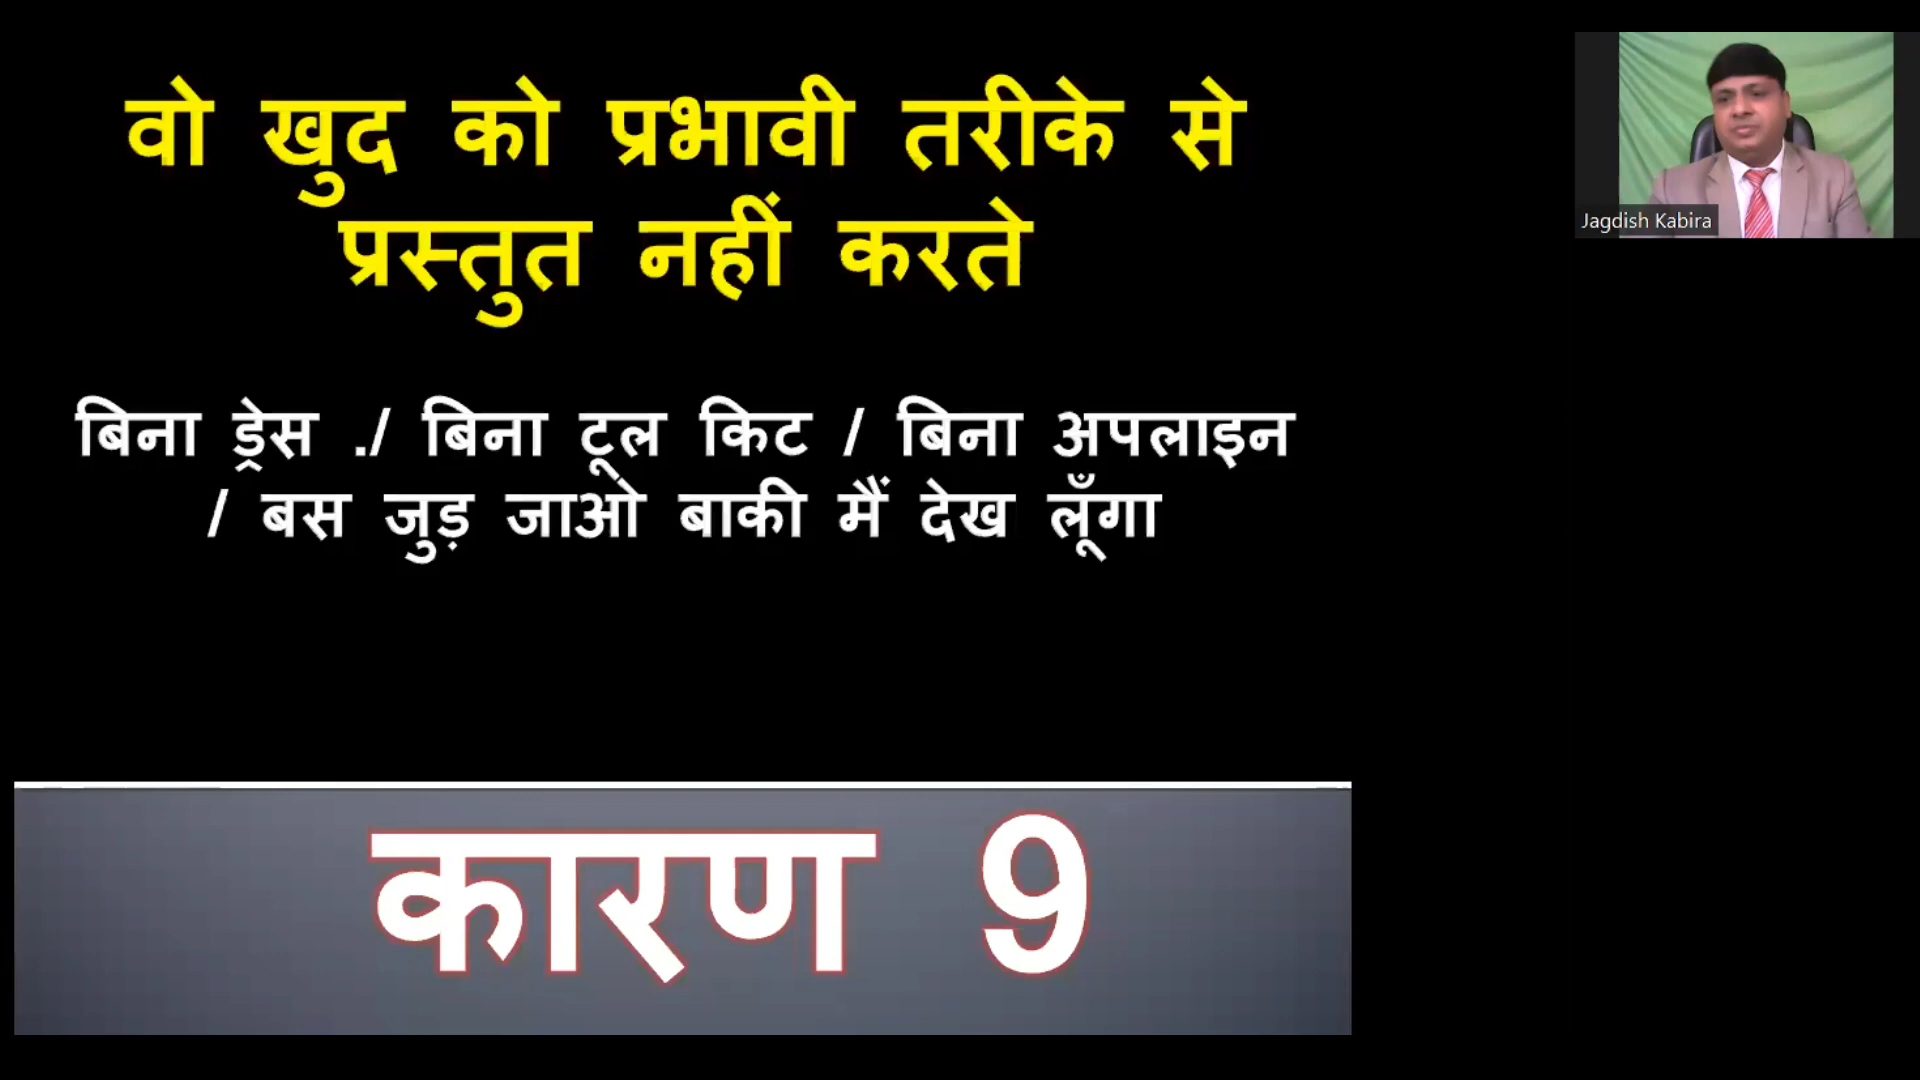 वो खुद को प्रभावी तरीके से
प्रस्तुत नहीं करते
बिना ड्रेस ./ बिना टूल किट / बिना अपलाइन
/ बस जुड़ जाओ बाकी मैं देख लूँगा
कारण 9
Jagdish Kabira